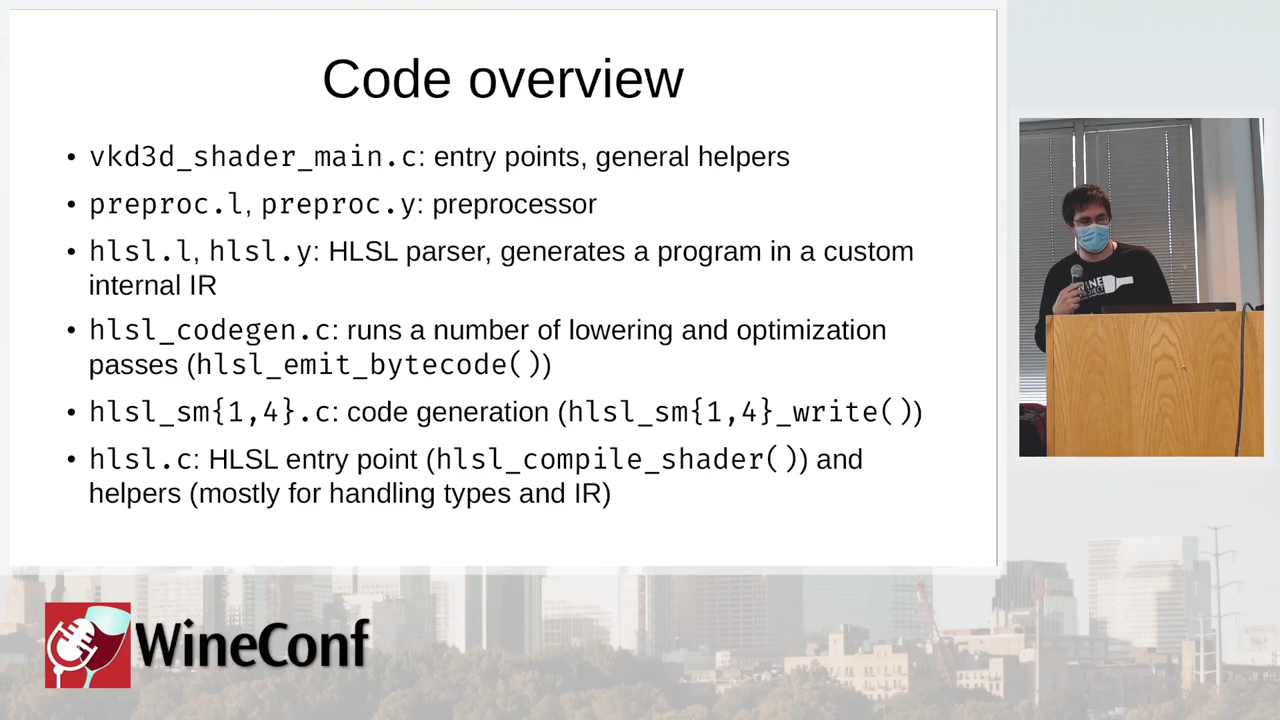 Code overview
• vkd3d_shader_main.c: entry points, general helpers
• preproc.l, preproc.y: preprocessor
• hlsl.l, hlsl.y: HLSL parser, generates a program in a custom
internal IR
• hlsl_codegen.c: runs a number of lowering and optimization
passes (hlsl_emit_bytecode())
• hlsl_sm{1,4}.c: code generation (hlsl_sm{1,4}_write())
• hlsl.c: HLSL entry point (hlsl_compile_shader()) and
helpers (mostly for handling types and IR)
WineConf